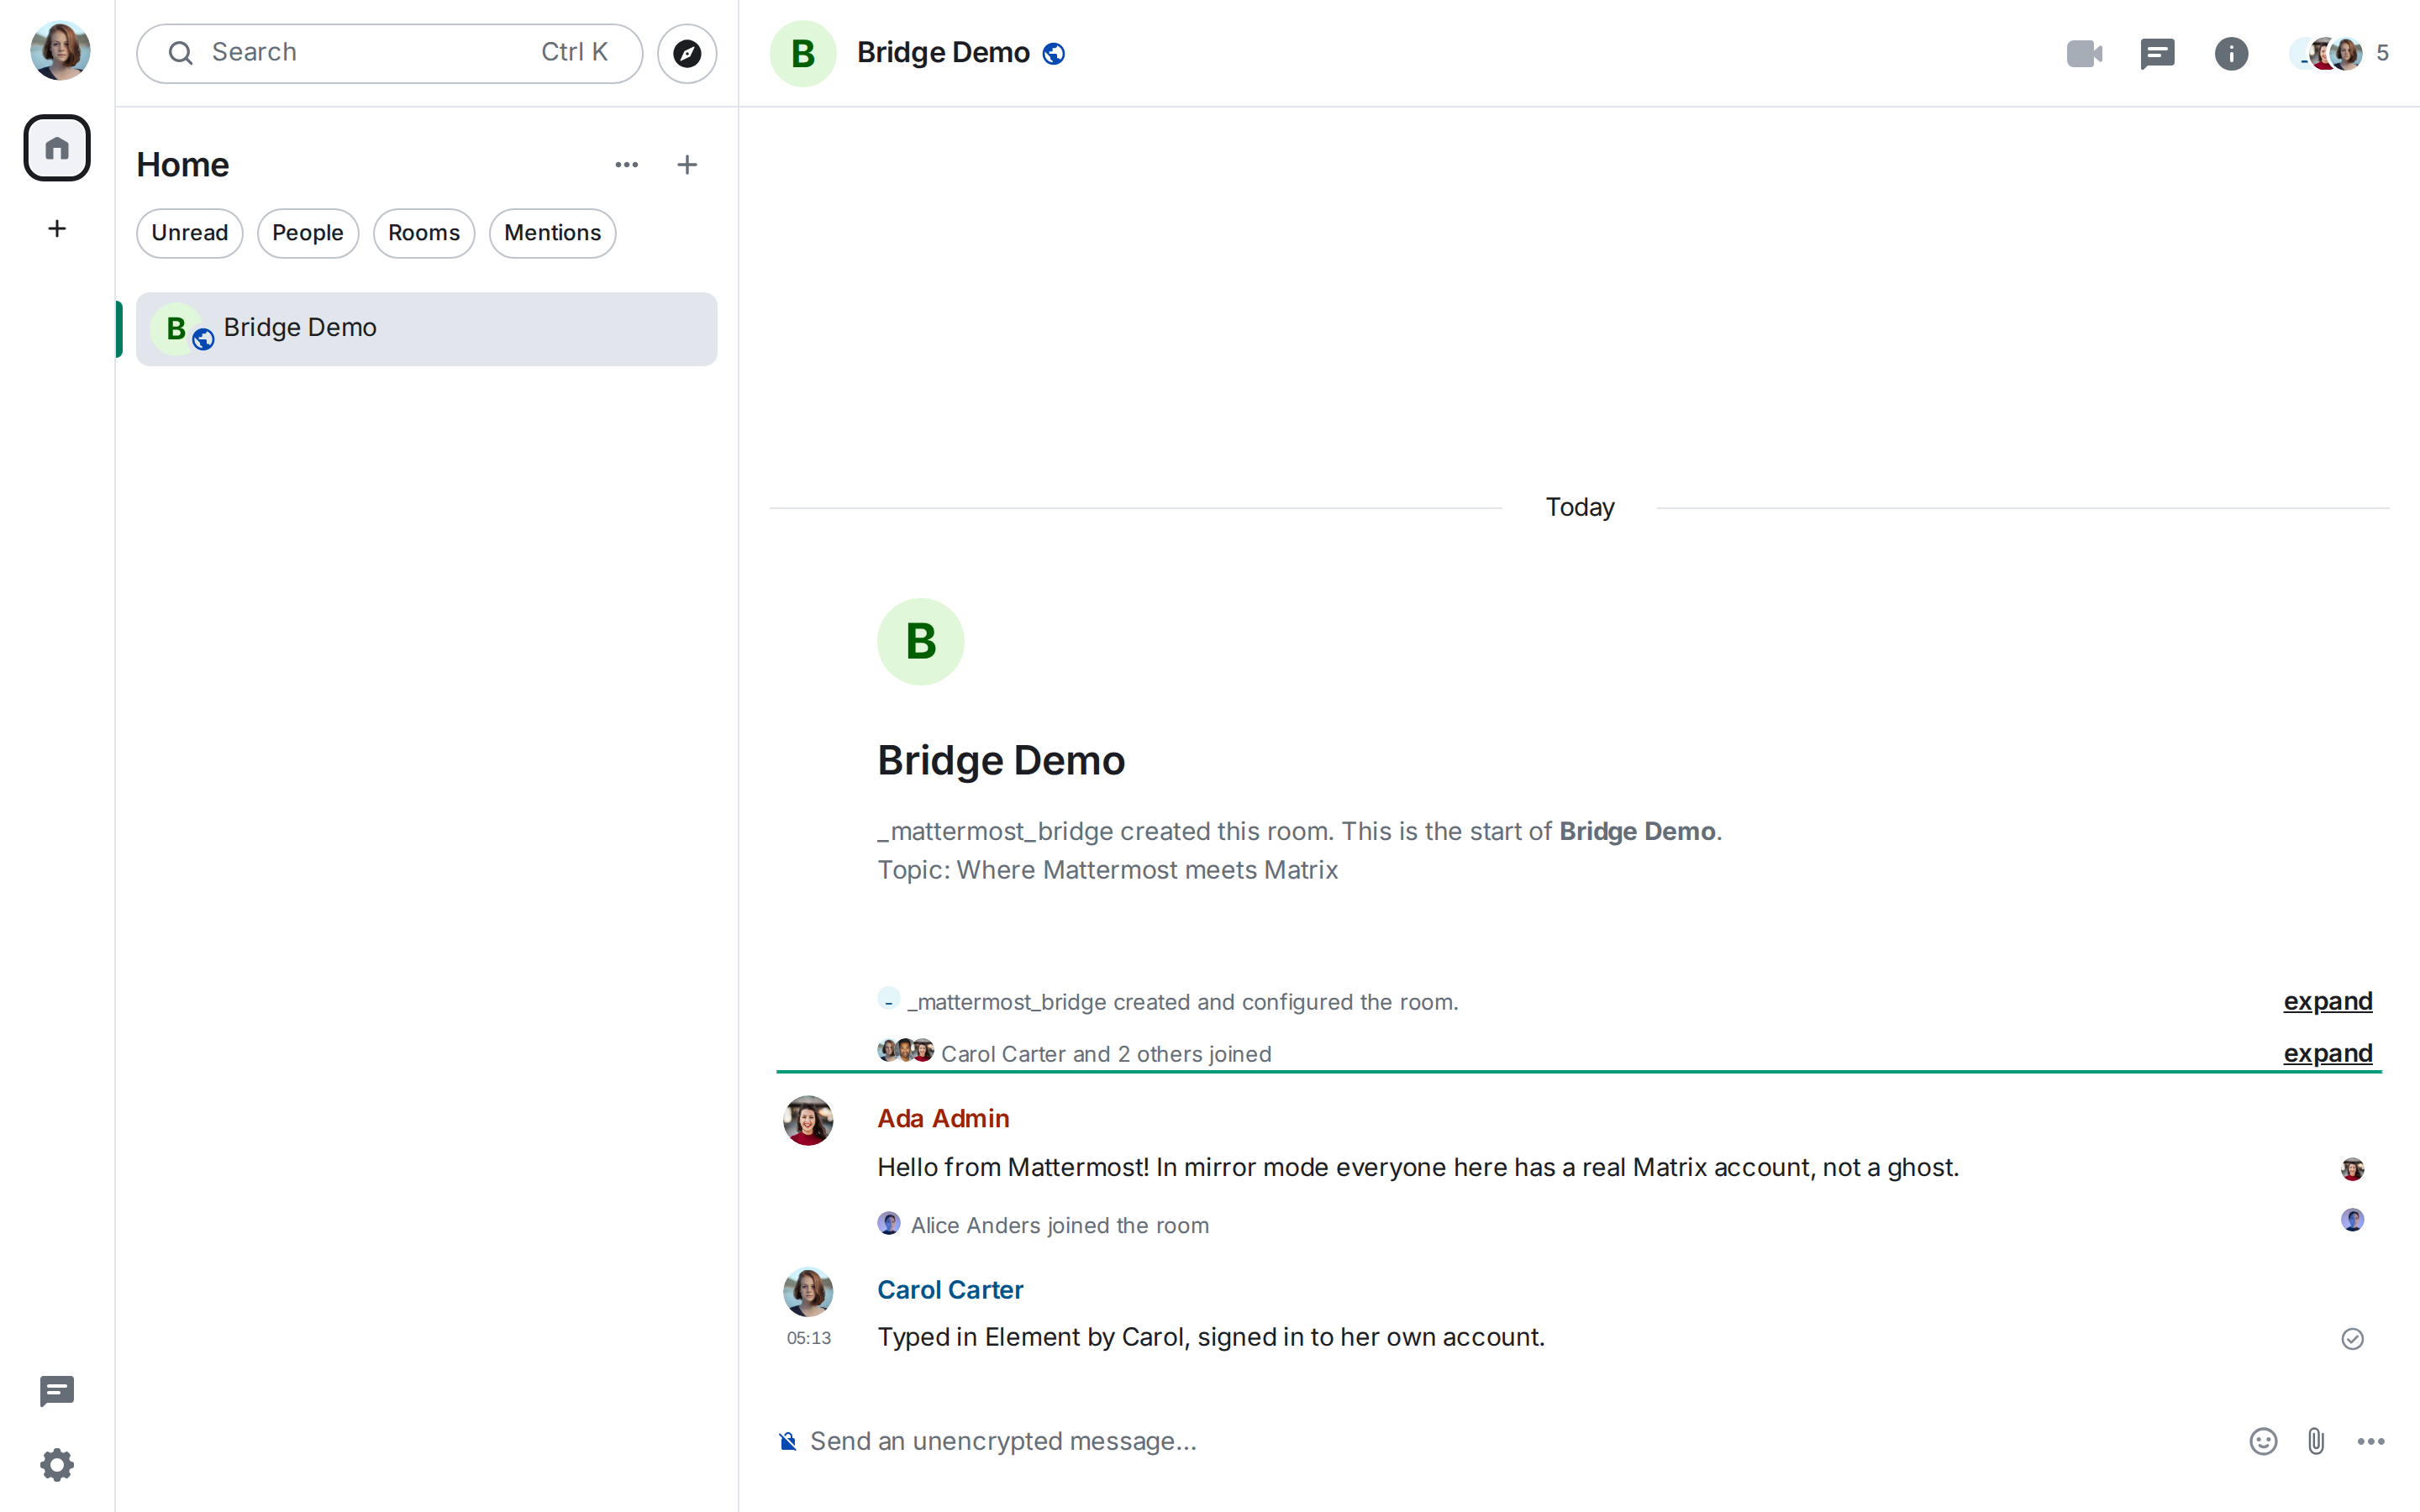 Search Ctrl K
Home
Unread People Rooms Mentions
B Bridge Demo
B Bridge Demo 5
Today
B
Bridge Demo
_mattermost_bridge created this room. This is the start of Bridge Demo.
Topic: Where Mattermost meets Matrix
_mattermost_bridge created and configured the room. expand
Carol Carter and 2 others joined expand
Ada Admin
Hello from Mattermost! In mirror mode everyone here has a real Matrix account, not a ghost.
Alice Anders joined the room
Carol Carter
05:13 Typed in Element by Carol, signed in to her own account.
Send an unencrypted message...